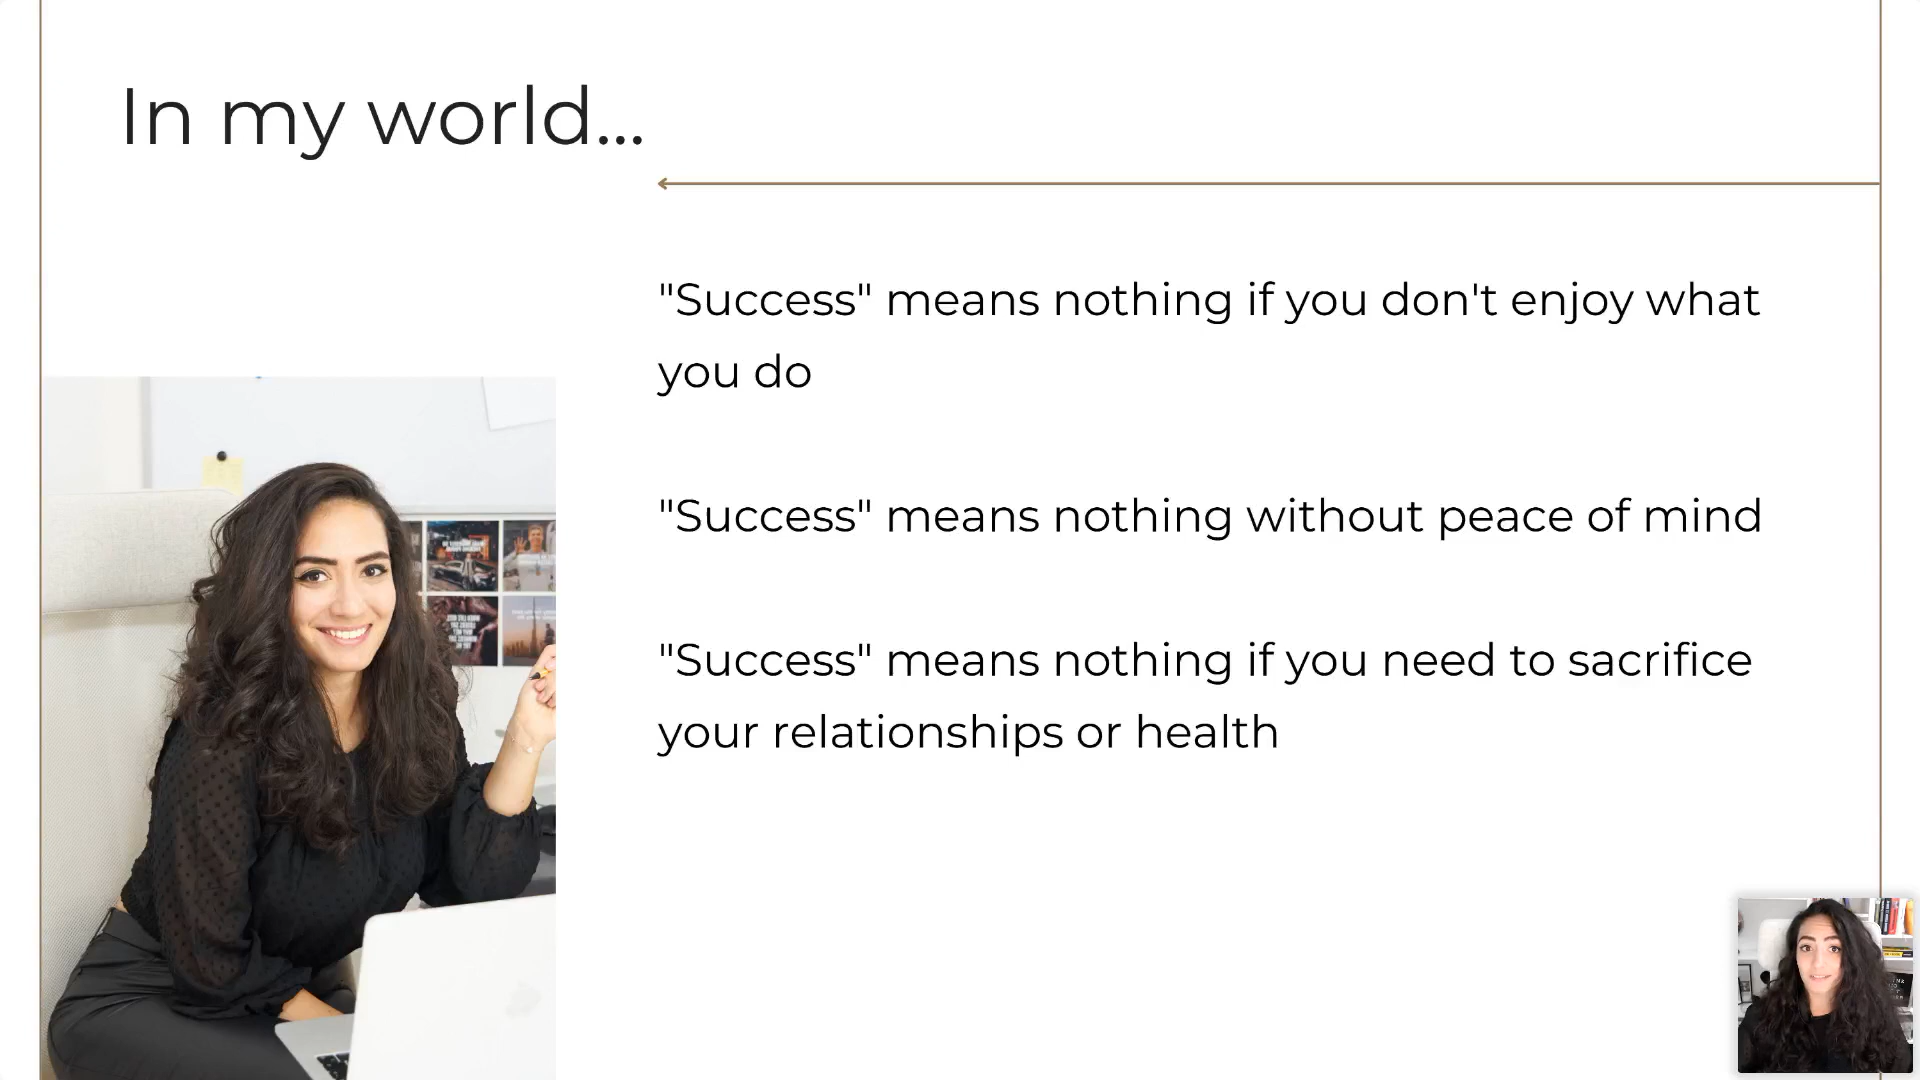 In my world...
"Success" means nothing if you don't enjoy what
you do
"Success" means nothing without peace of mind
"Success" means nothing if you need to sacrifice
your relationships or health